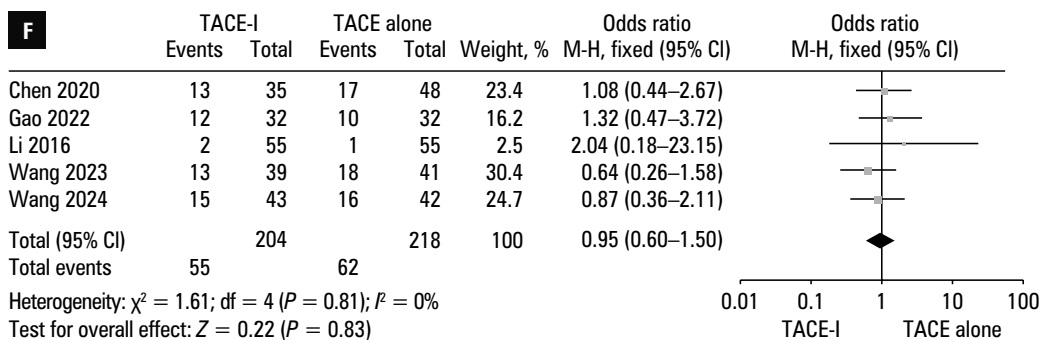 F
TACE-I TACE alone Odds ratio Odds ratio
Events Total Events Total Weight, % M-H, fixed (95% CI) M-H, fixed (95% CI)
Chen 2020 13 35 17 48 23.4 1.08 (0.44–2.67)
Gao 2022 12 32 10 32 16.2 1.32 (0.47–3.72)
Li 2016 2 55 1 55 2.5 2.04 (0.18–23.15)
Wang 2023 13 39 18 41 30.4 0.64 (0.26–1.58)
Wang 2024 15 43 16 42 24.7 0.87 (0.36–2.11)
Total (95% CI) 204 218 100 0.95 (0.60–1.50)
Total events 55 62
Heterogeneity: χ² = 1.61; df = 4 (P = 0.81); I² = 0%
Test for overall effect: Z = 0.22 (P = 0.83)
0.01 0.1 1 10 100
TACE-I TACE alone